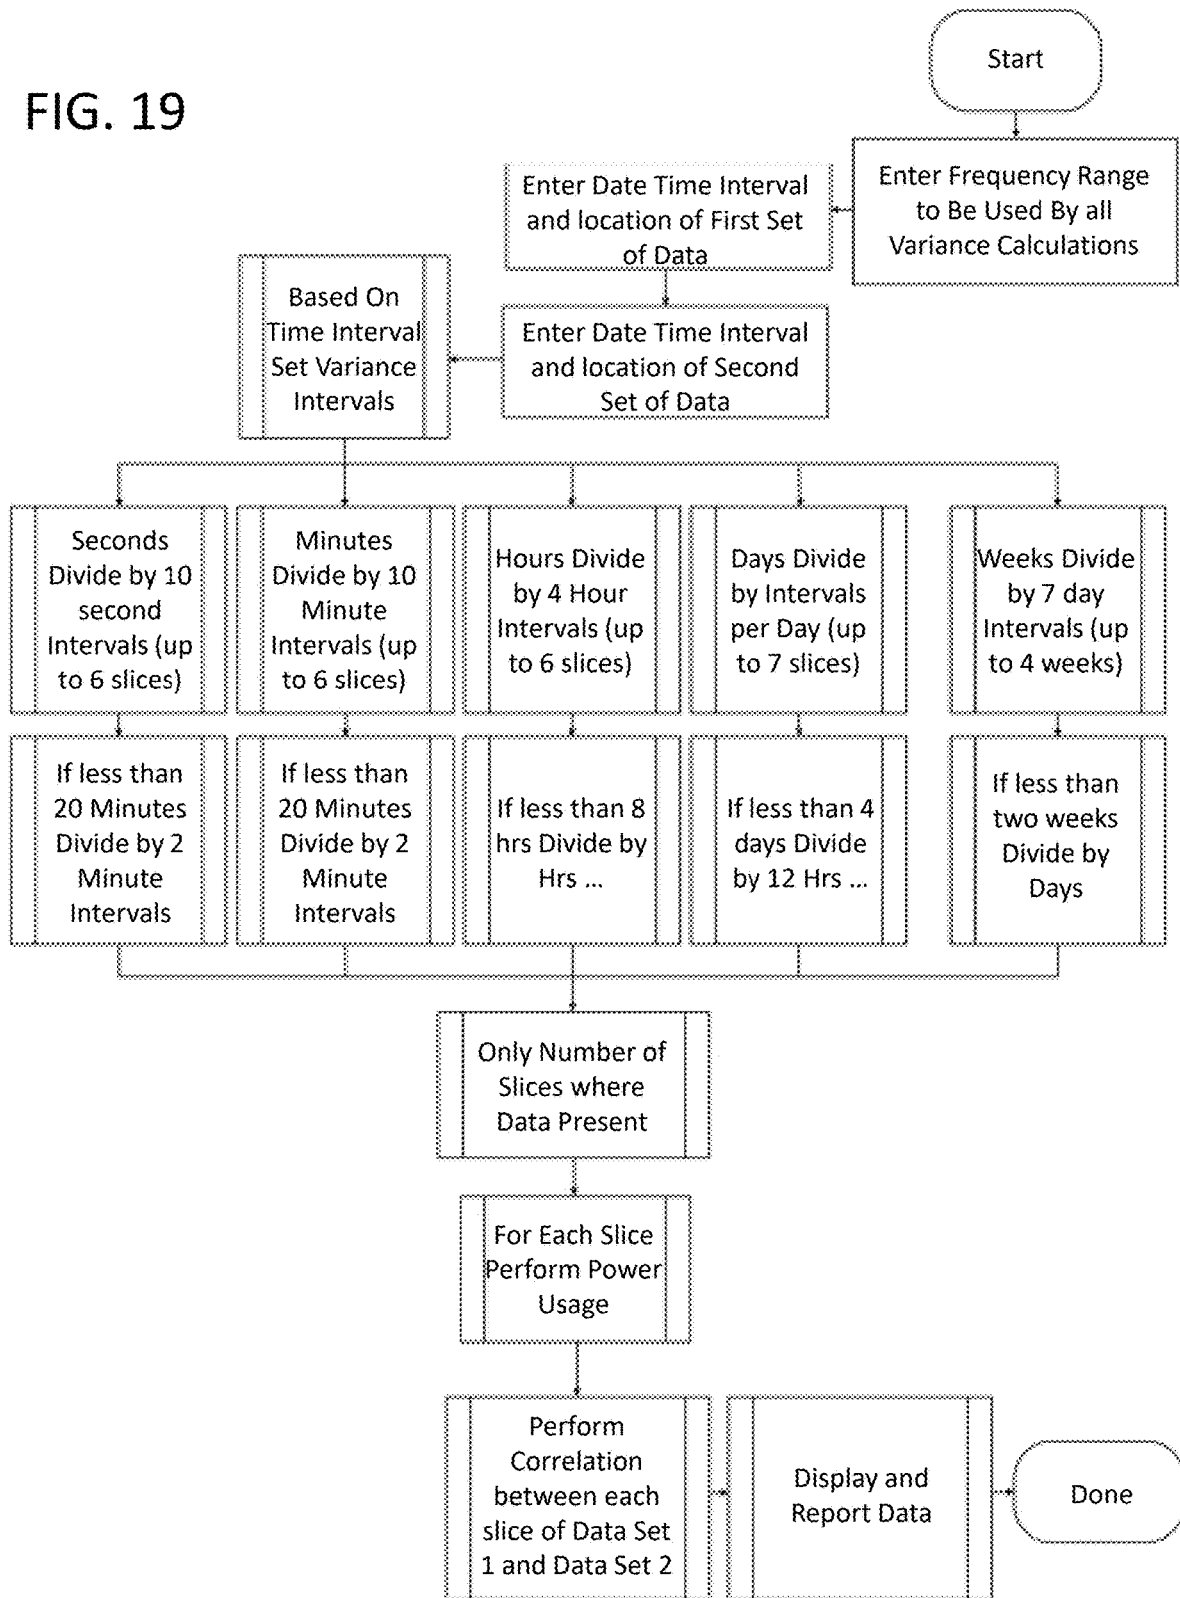 FIG. 19
Start
Enter Frequency Range
to Be Used By all
Variance Calculations
Enter Date Time Interval
and location of First Set
of Data
Enter Date Time Interval
and location of Second
Set of Data
Based On
Time Interval
Set Variance
Intervals
Seconds
Divide by 10
second
Intervals (up
to 6 slices)
Minutes
Divide by 10
Minute
Intervals (up
to 6 slices)
Hours Divide
by 4 Hour
Intervals (up
to 6 slices)
Days Divide
by Intervals
per Day (up
to 7 slices)
Weeks Divide
by 7 day
Intervals (up
to 4 weeks)
If less than
20 Minutes
Divide by 2
Minute
Intervals
If less than
20 Minutes
Divide by 2
Minute
Intervals
If less than 8
hrs Divide by
Hrs ...
If less than 4
days Divide
by 12 Hrs ...
If less than
two weeks
Divide by
Days
Only Number of
Slices where
Data Present
For Each Slice
Perform Power
Usage
Perform
Correlation
between each
slice of Data Set
1 and Data Set 2
Display and
Report Data
Done